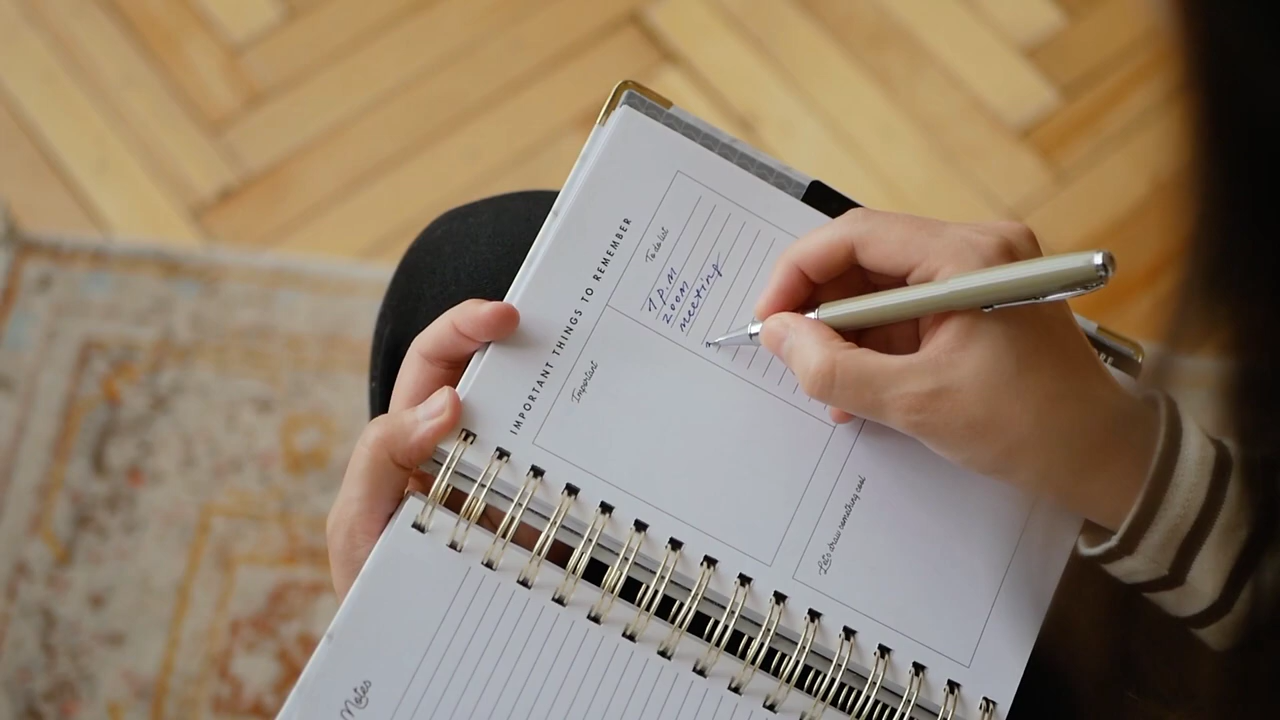 IMPORTANT THINGS TO REMEMBER
To do list
1 P.M
zoom
meeting
Important
Let's draw something cool
Notes